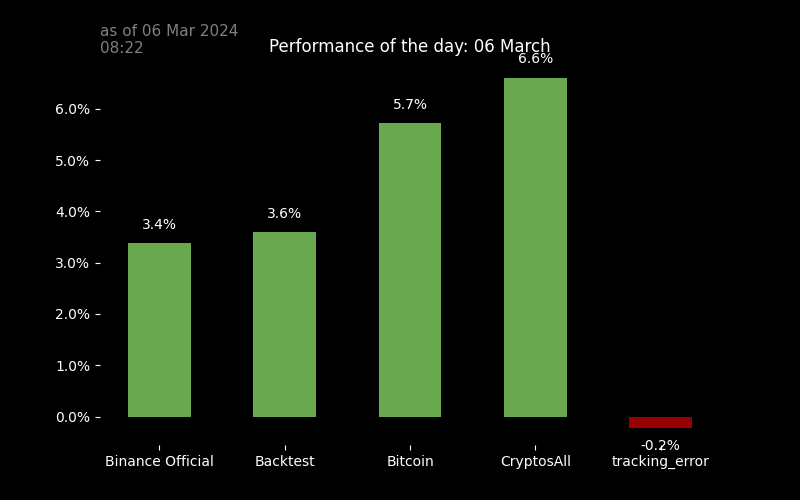 as of 06 Mar 2024
08:22
Performance of the day: 06 March
6.6%
5.7%
6.0%
5.0%
4.0%
3.6%
3.4%
3.0%
2.0%
1.0%
0.0%
-0.2%
Binance Official
Backtest
Bitcoin
CryptosAll
tracking_error